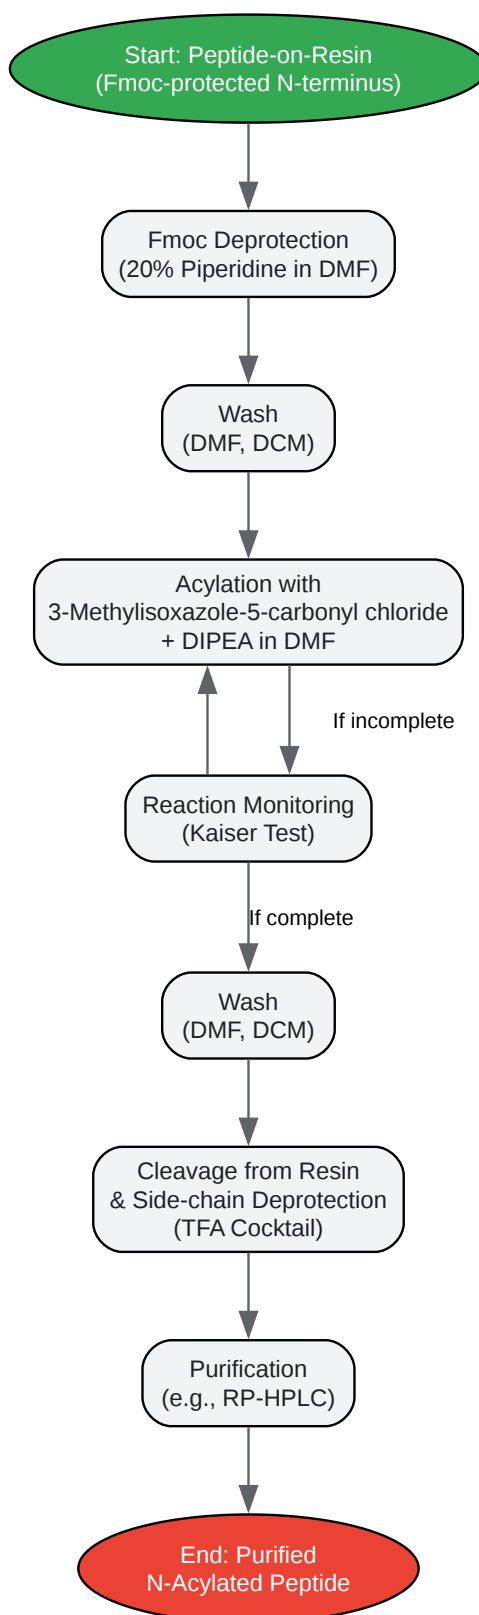 Start: Peptide-on-Resin
(Fmoc-protected N-terminus)
Fmoc Deprotection
(20% Piperidine in DMF)
Wash
(DMF, DCM)
Acylation with
3-Methylisoxazole-5-carbonyl chloride
+ DIPEA in DMF
If incomplete
Reaction Monitoring
(Kaiser Test)
If complete
Wash
(DMF, DCM)
Cleavage from Resin
& Side-chain Deprotection
(TFA Cocktail)
Purification
(e.g., RP-HPLC)
End: Purified
N-Acylated Peptide